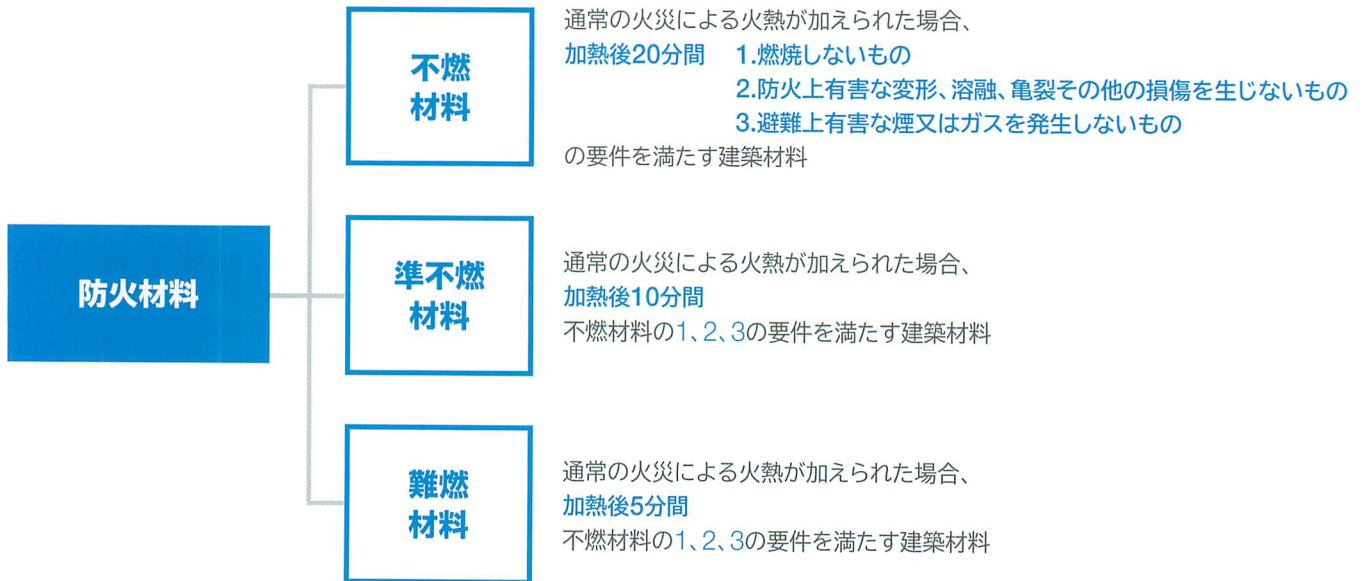 防火材料
不燃
材料
通常の火災による火熱が加えられた場合、
加熱後20分間 1.燃焼しないもの
2.防火上有害な変形、溶融、亀裂その他の損傷を生じないもの
3.避難上有害な煙又はガスを発生しないもの
の要件を満たす建築材料
準不燃
材料
通常の火災による火熱が加えられた場合、
加熱後10分間
不燃材料の1、2、3の要件を満たす建築材料
難燃
材料
通常の火災による火熱が加えられた場合、
加熱後5分間
不燃材料の1、2、3の要件を満たす建築材料